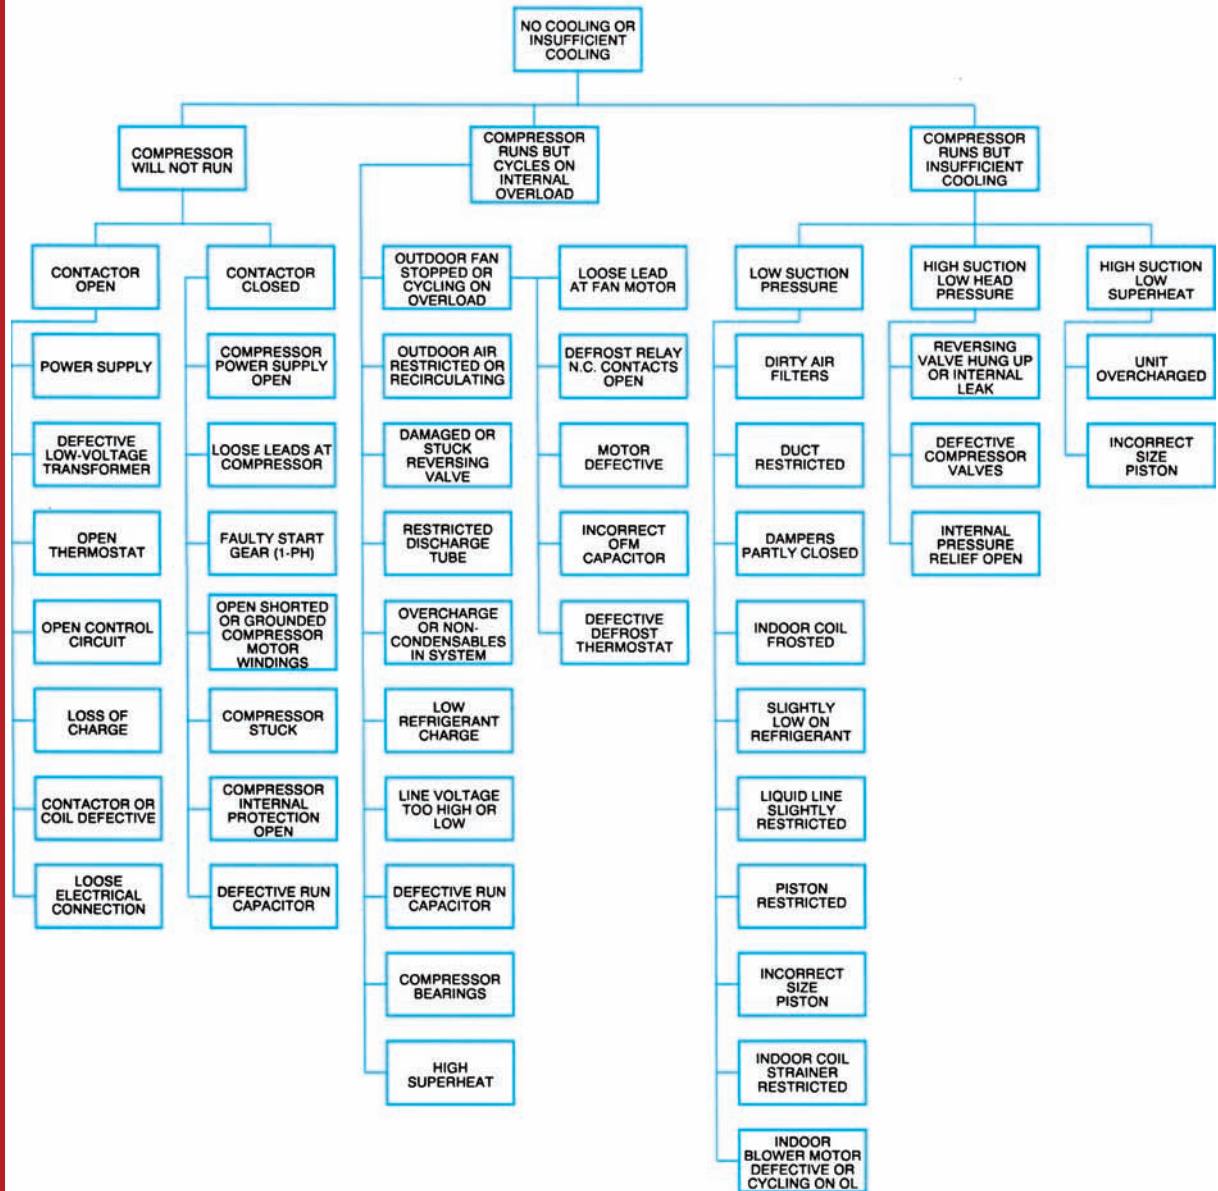 NO COOLING OR
INSUFFICIENT
COOLING
COMPRESSOR
WILL NOT RUN
COMPRESSOR
RUNS BUT
CYCLES ON
INTERNAL
OVERLOAD
COMPRESSOR
RUNS BUT
INSUFFICIENT
COOLING
CONTACTOR
OPEN
POWER SUPPLY
DEFECTIVE
LOW-VOLTAGE
TRANSFORMER
OPEN
THERMOSTAT
OPEN CONTROL
CIRCUIT
LOSS OF
CHARGE
CONTACTOR OR
COIL DEFECTIVE
LOOSE
ELECTRICAL
CONNECTION
CONTACTOR
CLOSED
COMPRESSOR
POWER SUPPLY
OPEN
LOOSE LEADS AT
COMPRESSOR
FAULTY START
GEAR (1-PH)
OPEN SHORTED
OR GROUNDED
COMPRESSOR
MOTOR
WINDINGS
COMPRESSOR
STUCK
COMPRESSOR
INTERNAL
PROTECTION
OPEN
DEFECTIVE RUN
CAPACITOR
OUTDOOR FAN
STOPPED OR
CYCLING ON
OVERLOAD
OUTDOOR AIR
RESTRICTED OR
RECIRCULATING
DAMAGED OR
STUCK
REVERSING
VALVE
RESTRICTED
DISCHARGE
TUBE
OVERCHARGE
OR NON-
CONDENSABLES
IN SYSTEM
LOW
REFRIGERANT
CHARGE
LINE VOLTAGE
TOO HIGH OR
LOW
DEFECTIVE RUN
CAPACITOR
COMPRESSOR
BEARINGS
HIGH
SUPERHEAT
LOOSE LEAD
AT FAN MOTOR
DEFROST RELAY
N.C. CONTACTS
OPEN
MOTOR
DEFECTIVE
INCORRECT
OFM
CAPACITOR
DEFECTIVE
DEFROST
THERMOSTAT
LOW SUCTION
PRESSURE
DIRTY AIR
FILTERS
DUCT
RESTRICTED
DAMPERS
PARTLY CLOSED
INDOOR COIL
FROSTED
SLIGHTLY
LOW ON
REFRIGERANT
LIQUID LINE
SLIGHTLY
RESTRICTED
PISTON
RESTRICTED
INCORRECT
SIZE
PISTON
INDOOR COIL
STRAINER
RESTRICTED
INDOOR
BLOWER MOTOR
DEFECTIVE OR
CYCLING ON OL
HIGH SUCTION
LOW HEAD
PRESSURE
REVERSING
VALVE HUNG UP
OR INTERNAL
LEAK
DEFECTIVE
COMPRESSOR
VALVES
INTERNAL
PRESSURE
RELIEF OPEN
HIGH SUCTION
LOW
SUPERHEAT
UNIT
OVERCHARGED
INCORRECT
SIZE
PISTON